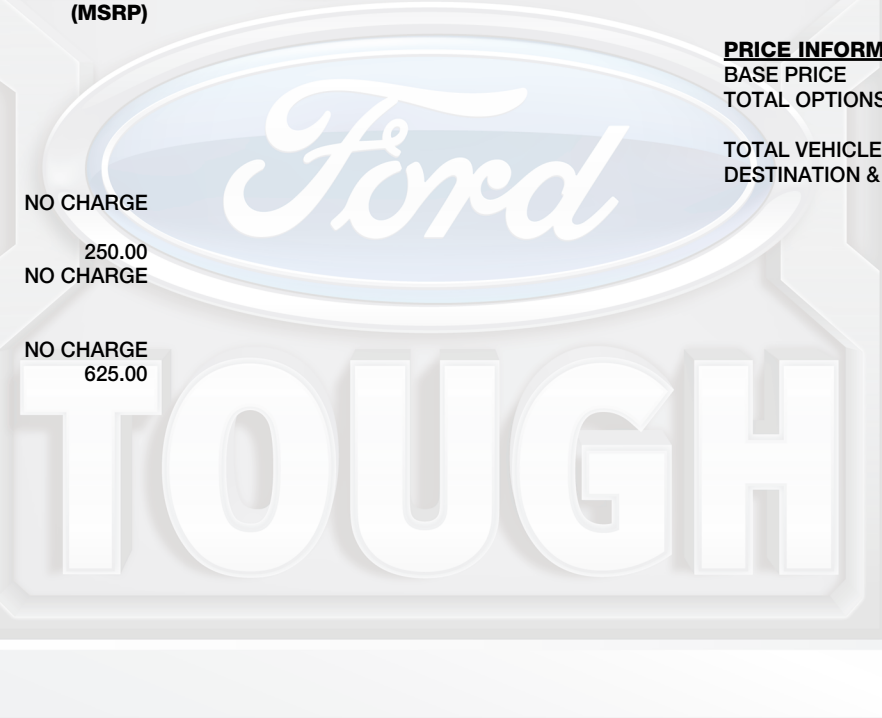 (MSRP)
PRICE INFORM
BASE PRICE
TOTAL OPTIONS
TOTAL VEHICLE
DESTINATION &
NO CHARGE
250.00
NO CHARGE
NO CHARGE
625.00
Ford
TOUGH